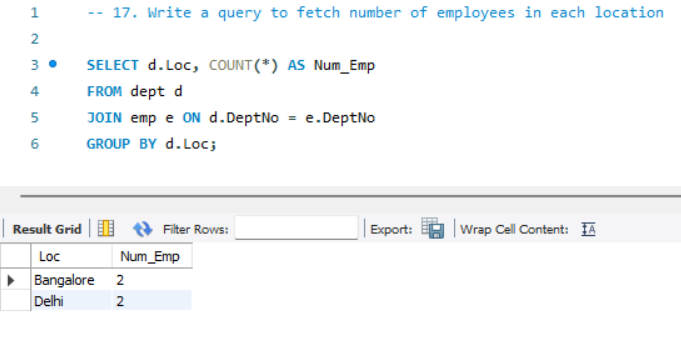 1 -- 17. Write a query to fetch number of employees in each location
2
3 SELECT d.Loc, COUNT(*) AS Num_Emp
4 FROM dept d
5 JOIN emp e ON d.DeptNo = e.DeptNo
6 GROUP BY d.Loc;
Result Grid Filter Rows: Export: Wrap Cell Content: IA
Loc Num_Emp
Bangalore 2
Delhi 2